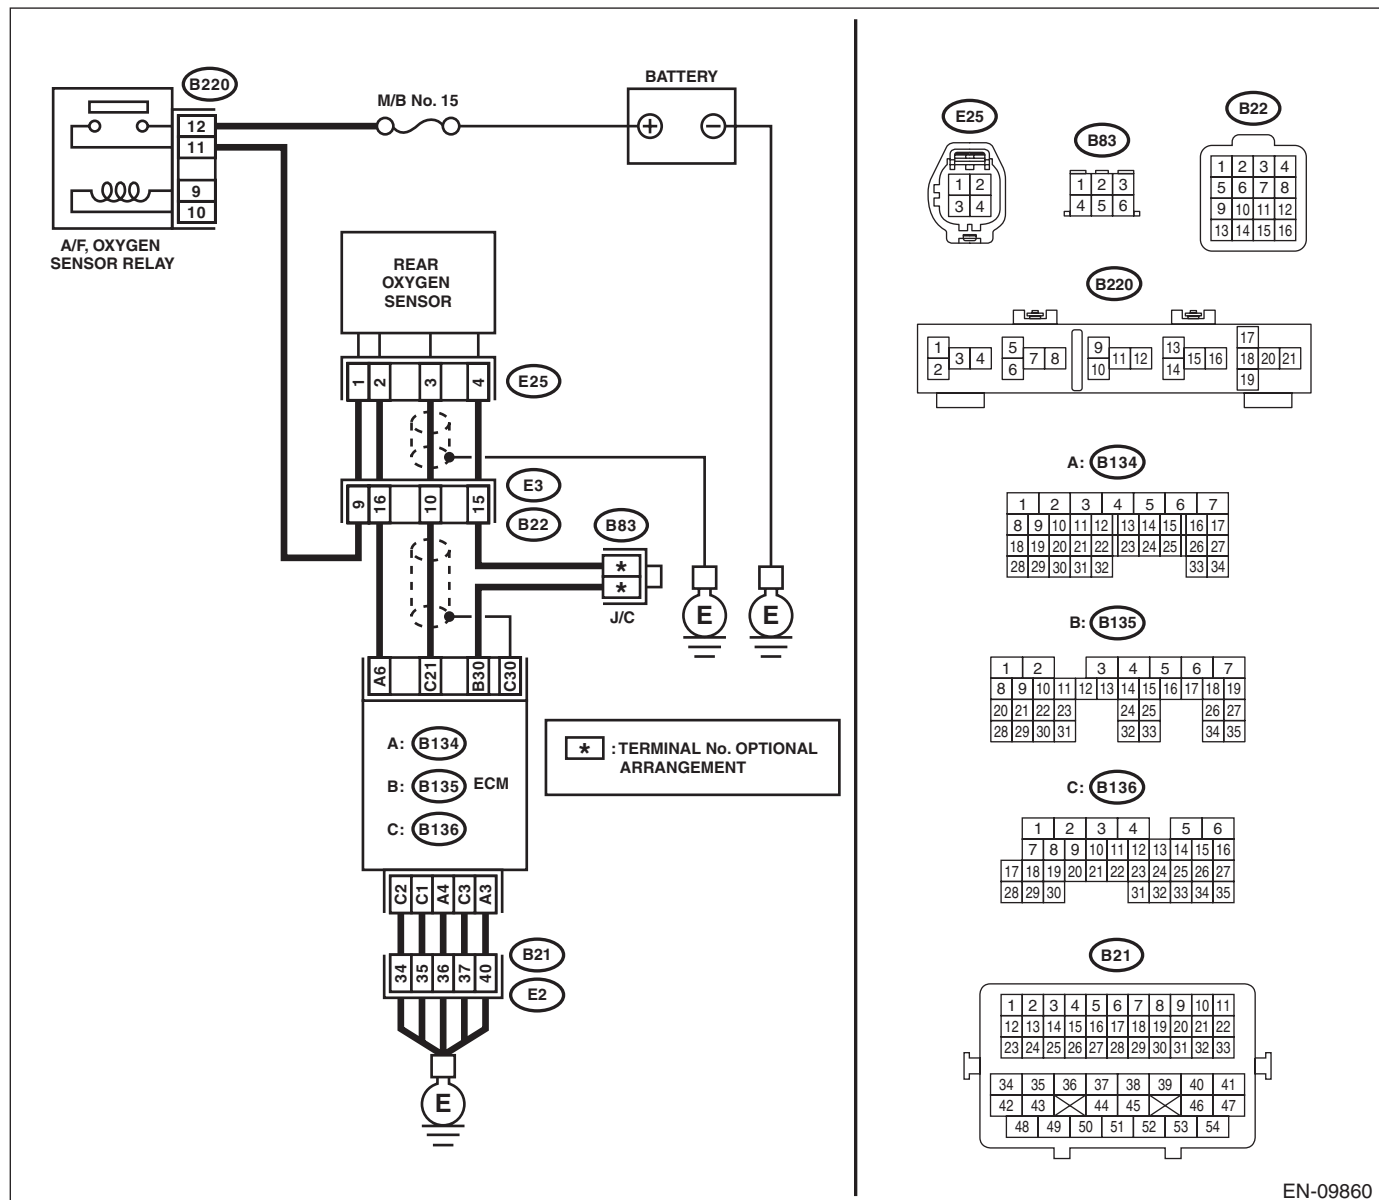 B220
BATTERY
M/B No. 15
12
11
9
10
A/F, OXYGEN
SENSOR RELAY
REAR
OXYGEN
SENSOR
1 2 3 4
E25
E3
9 16 10 15
B22
B83
*
*
J/C
E E
A6 C21 B30 C30
A: B134
B: B135 ECM
C: B136
* : TERMINAL No. OPTIONAL
ARRANGEMENT
C2 C1 A4 C3 A3
B21
34 35 36 37 40
E2
E
E25
1 2
3 4
B83
1 2 3
4 5 6
B22
1 2 3 4
5 6 7 8
9 10 11 12
13 14 15 16
B220
1 2 3 4 5 6 7 8 9 10 11 12 13 14 15 16 17 18 19 20 21
A: B134
1 2 3 4 5 6 7
8 9 10 11 12 13 14 15 16 17
18 19 20 21 22 23 24 25 26 27
28 29 30 31 32 33 34
B: B135
1 2 3 4 5 6 7
8 9 10 11 12 13 14 15 16 17 18 19
20 21 22 23 24 25 26 27
28 29 30 31 32 33 34 35
C: B136
1 2 3 4 5 6
7 8 9 10 11 12 13 14 15 16
17 18 19 20 21 22 23 24 25 26 27
28 29 30 31 32 33 34 35
B21
1 2 3 4 5 6 7 8 9 10 11
12 13 14 15 16 17 18 19 20 21 22
23 24 25 26 27 28 29 30 31 32 33
34 35 36 37 38 39 40 41
42 43 44 45 46 47
48 49 50 51 52 53 54
EN-09860